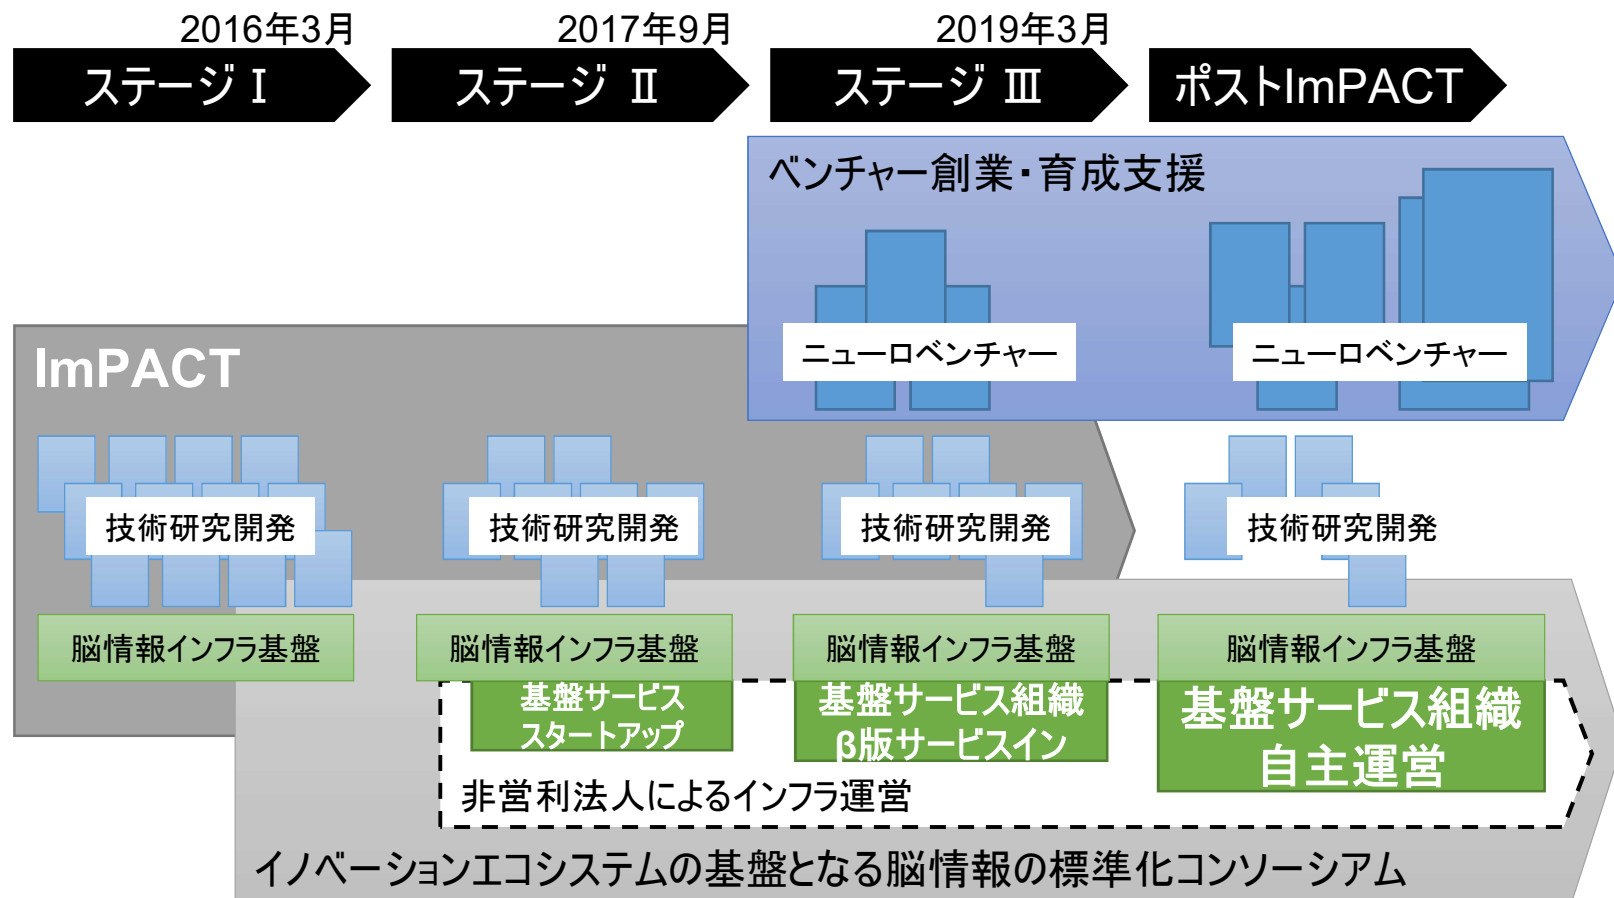 2016年3月
2017年9月
2019年3月
ステージ Ⅰ
ステージ Ⅱ
ステージ Ⅲ
ポストImPACT
ベンチャー創業・育成支援
ニューロベンチャー
ニューロベンチャー
ImPACT
技術研究開発
技術研究開発
技術研究開発
技術研究開発
脳情報インフラ基盤
脳情報インフラ基盤
脳情報インフラ基盤
脳情報インフラ基盤
基盤サービス
スタートアップ
基盤サービス組織
β版サービスイン
基盤サービス組織
自主運営
非営利法人によるインフラ運営
イノベーションエコシステムの基盤となる脳情報の標準化コンソーシアム